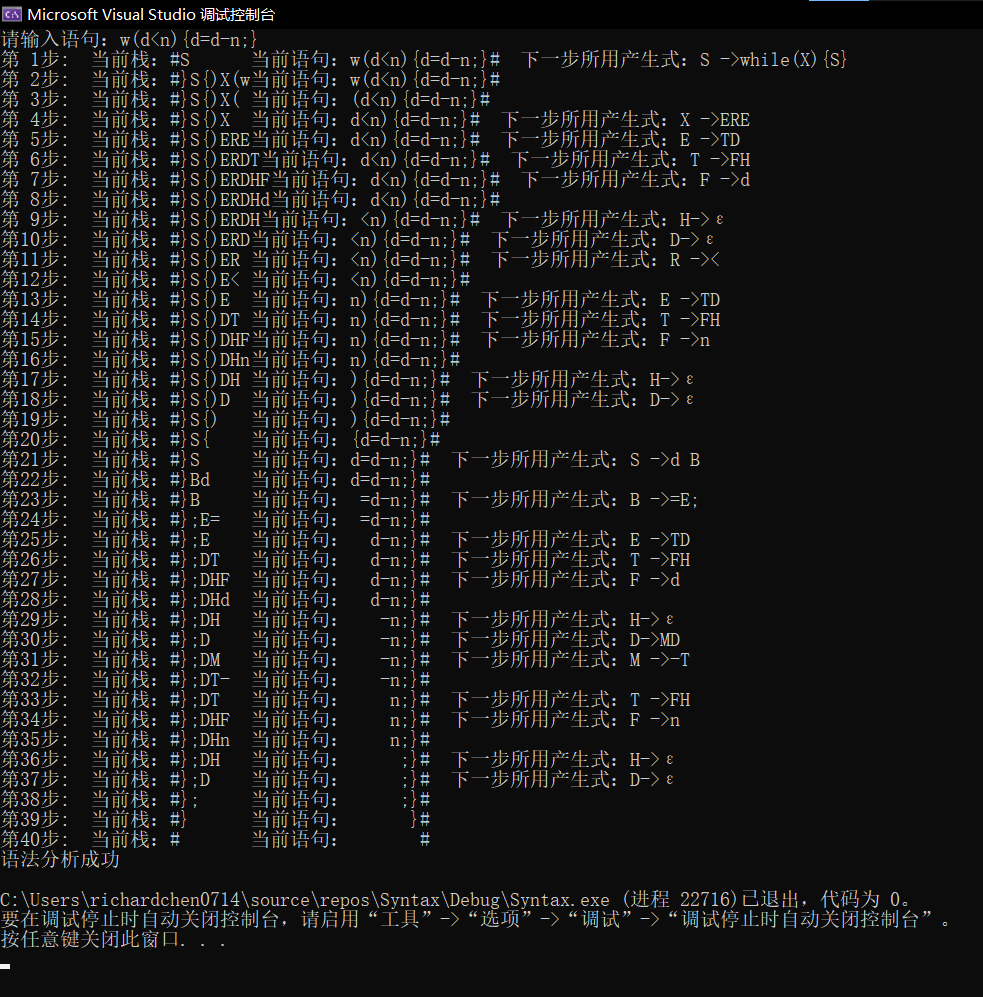 Microsoft Visual Studio 调试控制台
请输入语句：w(d<n){d=d-n;}
第 1步:  当前栈：#S      当前语句：w(d<n){d=d-n;}#  下一步所用产生式：S ->while(X){S}
第 2步:  当前栈：#}S{)X(w当前语句：w(d<n){d=d-n;}#
第 3步:  当前栈：#}S{)X( 当前语句： (d<n){d=d-n;}#
第 4步:  当前栈：#}S{)X  当前语句： d<n){d=d-n;}#  下一步所用产生式：X ->ERE
第 5步:  当前栈：#}S{)ERE当前语句： d<n){d=d-n;}#  下一步所用产生式：E ->TD
第 6步:  当前栈：#}S{)ERDT当前语句：d<n){d=d-n;}#  下一步所用产生式：T ->FH
第 7步:  当前栈：#}S{)ERDHF当前语句：d<n){d=d-n;}#  下一步所用产生式：F ->d
第 8步:  当前栈：#}S{)ERDHd当前语句：d<n){d=d-n;}#
第 9步:  当前栈：#}S{)ERDH当前语句：<n){d=d-n;}#  下一步所用产生式：H->ε
第10步:  当前栈：#}S{)ERD当前语句：<n){d=d-n;}#  下一步所用产生式：D->ε
第11步:  当前栈：#}S{)ER 当前语句：<n){d=d-n;}#  下一步所用产生式：R -><
第12步:  当前栈：#}S{)E< 当前语句：<n){d=d-n;}#
第13步:  当前栈：#}S{)E  当前语句：n){d=d-n;}#  下一步所用产生式：E ->TD
第14步:  当前栈：#}S{)DT 当前语句：n){d=d-n;}#  下一步所用产生式：T ->FH
第15步:  当前栈：#}S{)DHF当前语句：n){d=d-n;}#  下一步所用产生式：F ->n
第16步:  当前栈：#}S{)DHn当前语句：n){d=d-n;}#
第17步:  当前栈：#}S{)DH 当前语句：){d=d-n;}#  下一步所用产生式：H->ε
第18步:  当前栈：#}S{)D  当前语句：){d=d-n;}#  下一步所用产生式：D->ε
第19步:  当前栈：#}S{)   当前语句：){d=d-n;}#
第20步:  当前栈：#}S{    当前语句：{d=d-n;}#
第21步:  当前栈：#}S     当前语句：d=d-n;}#  下一步所用产生式：S ->d B
第22步:  当前栈：#}Bd    当前语句：d=d-n;}#
第23步:  当前栈：#}B     当前语句： =d-n;}#  下一步所用产生式：B ->=E;
第24步:  当前栈：#};E=   当前语句： =d-n;}#
第25步:  当前栈：#};E    当前语句：  d-n;}#  下一步所用产生式：E ->TD
第26步:  当前栈：#};DT   当前语句：  d-n;}#  下一步所用产生式：T ->FH
第27步:  当前栈：#};DHF  当前语句：  d-n;}#  下一步所用产生式：F ->d
第28步:  当前栈：#};DHd  当前语句：  d-n;}#
第29步:  当前栈：#};DH   当前语句：   -n;}#  下一步所用产生式：H->ε
第30步:  当前栈：#};D    当前语句：   -n;}#  下一步所用产生式：D->MD
第31步:  当前栈：#};DM   当前语句：   -n;}#  下一步所用产生式：M ->-T
第32步:  当前栈：#};DT-  当前语句：   -n;}#
第33步:  当前栈：#};DT   当前语句：    n;}#  下一步所用产生式：T ->FH
第34步:  当前栈：#};DHF  当前语句：    n;}#  下一步所用产生式：F ->n
第35步:  当前栈：#};DHn  当前语句：    n;}#
第36步:  当前栈：#};DH   当前语句：     ;}#  下一步所用产生式：H->ε
第37步:  当前栈：#};D    当前语句：     ;}#  下一步所用产生式：D->ε
第38步:  当前栈：#};     当前语句：     ;}#
第39步:  当前栈：#}      当前语句：      }#
第40步:  当前栈：#       当前语句：       #
语法分析成功
C:\Users\richardchen0714\source\repos\Syntax\Debug\Syntax.exe (进程 22716)已退出，代码为 0。
要在调试停止时自动关闭控制台，请启用“工具”->“选项”->“调试”->“调试停止时自动关闭控制台”。
按任意键关闭此窗口. . .